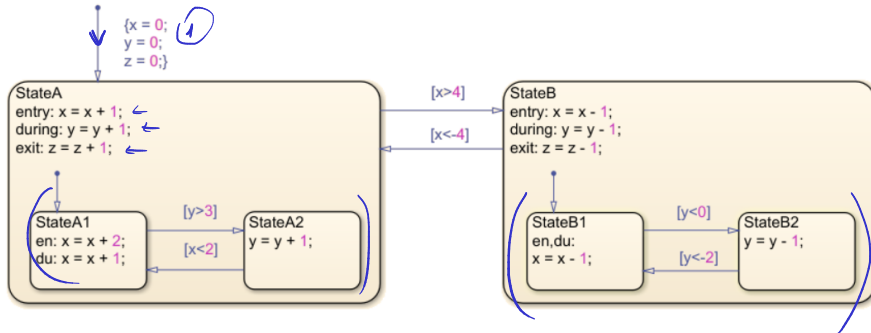 {x = 0;
y = 0;
z = 0;}
1
StateA
entry: x = x + 1;
during: y = y + 1;
exit: z = z + 1;
StateA1
en: x = x + 2;
du: x = x + 1;
[y>3]
[x<2]
StateA2
y = y + 1;
[x>4]
[x<-4]
StateB
entry: x = x - 1;
during: y = y - 1;
exit: z = z - 1;
StateB1
en,du:
x = x - 1;
[y<0]
[y<-2]
StateB2
y = y - 1;